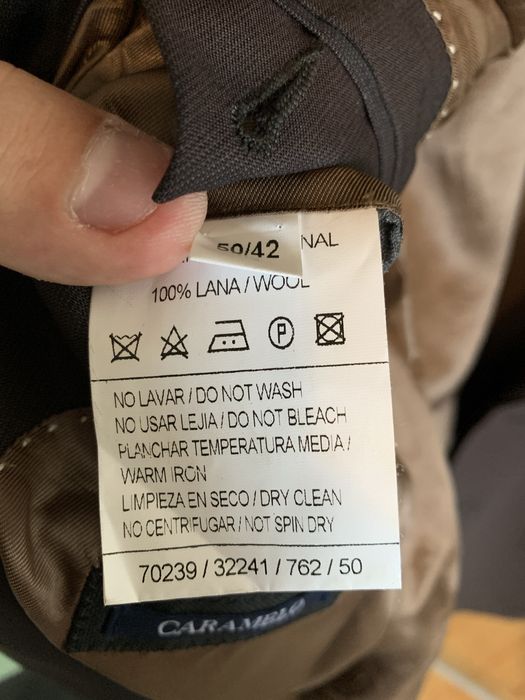 50/42
NAL
100% LANA / WOOL
P
NO LAVAR / DO NOT WASH
NO USAR LEJIA / DO NOT BLEACH
PLANCHAR TEMPERATURA MEDIA /
WARM IRON
LIMPIEZA EN SECO / DRY CLEAN
NO CENTRIFUGAR / NOT SPIN DRY
70239 / 32241 / 762 / 50
CARAMELO